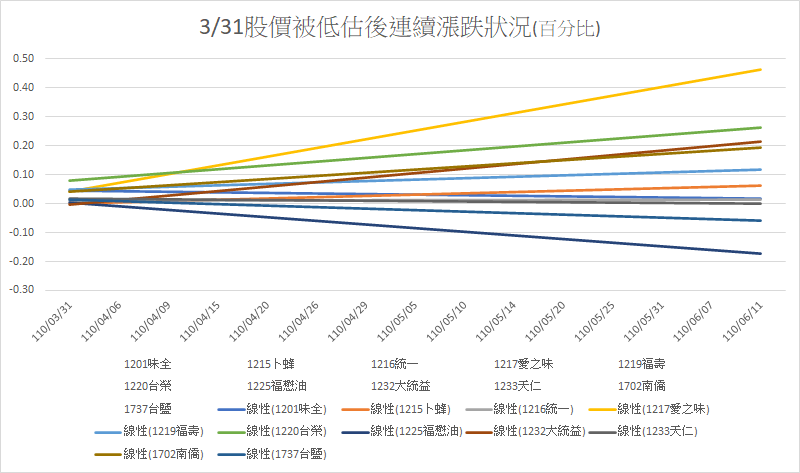 3/31股價被低估後連續漲跌狀況(百分比)
0.50
0.40
0.30
0.20
0.10
0.00
-0.10
-0.20
-0.30
110/03/31 110/04/06 110/04/09 110/04/15 110/04/20 110/04/26 110/04/29 110/05/05 110/05/10 110/05/14 110/05/20 110/05/25 110/05/31 110/06/07 110/06/11
1201味全 1215卜蜂 1216統一 1217愛之味 1219福壽
1220台榮 1225福懋油 1232大統益 1233天仁 1702南僑
1737台鹽 線性(1201味全) 線性(1215卜蜂) 線性(1216統一) 線性(1217愛之味)
線性(1219福壽) 線性(1220台榮) 線性(1225福懋油) 線性(1232大統益) 線性(1233天仁)
線性(1702南僑) 線性(1737台鹽)